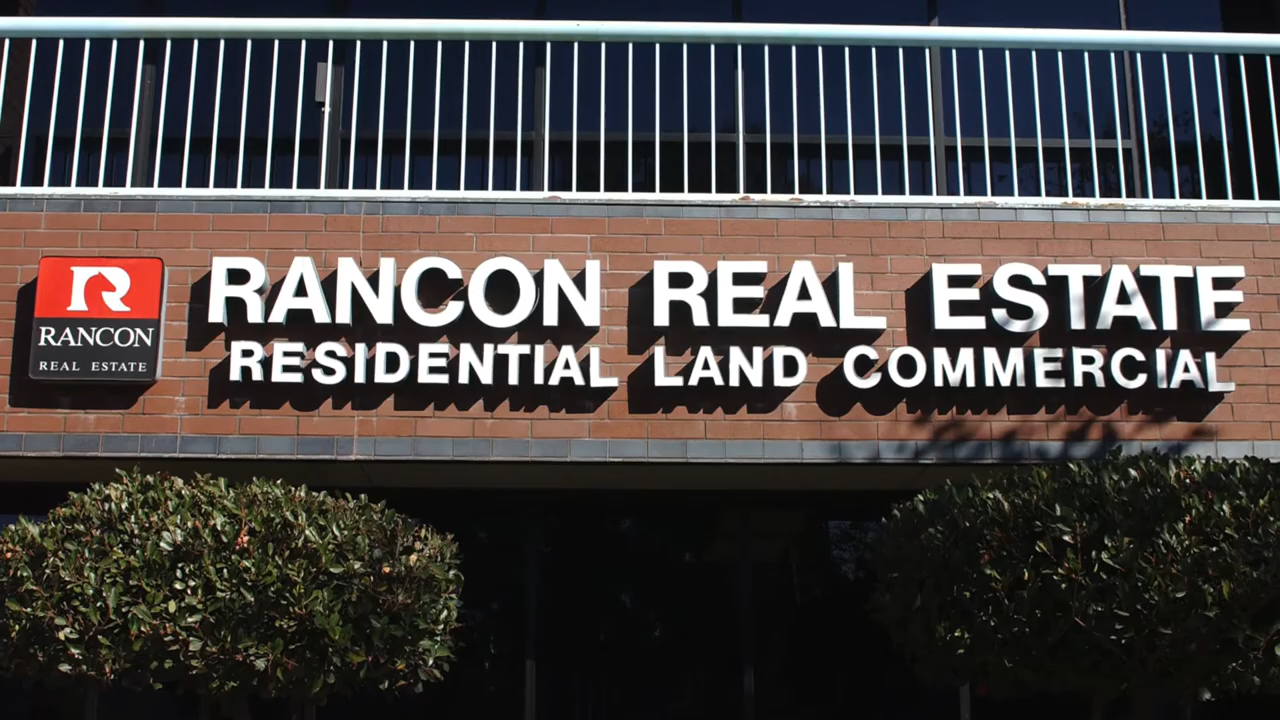 R
RANCON
REAL ESTATE
RANCON REAL ESTATE
RESIDENTIAL LAND COMMERCIAL